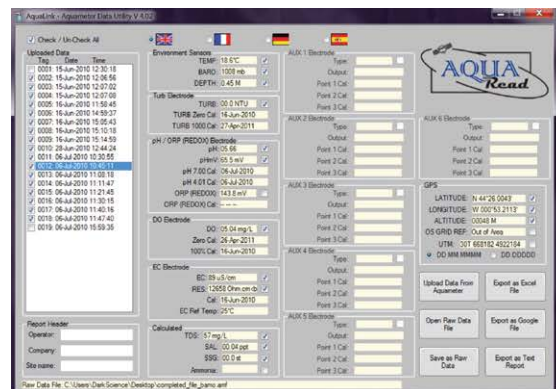 AquaLink - Aquameter Data Utility V 4.02
Check / Un-Check All
Uploaded Data
Tag Date Time
0001: 15-Jun-2010 12:30:18
0002: 15-Jun-2010 12:06:56
0003: 15-Jun-2010 12:07:02
0004: 15-Jun-2010 12:07:08
0005: 16-Jun-2010 11:58:45
0006: 16-Jun-2010 14:59:37
0007: 16-Jun-2010 15:05:43
0008: 16-Jun-2010 15:10:18
0009: 16-Jun-2010 15:14:59
0010: 28-Jun-2010 12:44:24
0011: 06-Jul-2010 10:30:55
0012: 06-Jul-2010 10:45:11
0013: 06-Jul-2010 11:08:18
0014: 06-Jul-2010 11:11:47
0015: 06-Jul-2010 11:21:45
0016: 06-Jul-2010 11:30:15
0017: 06-Jul-2010 11:40:16
0018: 06-Jul-2010 11:47:40
0019: 06-Jul-2010 15:59:35
Report Header
Operator:
Company:
Site name:
Environment Sensors
TEMP: 18.6°C
BARO: 1008 mb
DEPTH: 0.45 M
Turb Electrode
TURB: 00.0 NTU
TURB Zero Cal: 16-Jun-2010
TURB 1000 Cal: 27-Apr-2011
pH / ORP (REDOX) Electrode
pH: 05.66
pHmV: 65.5 mV
pH 7.00 Cal: 06-Jul-2010
pH 4.01 Cal: 06-Jul-2010
ORP (REDOX): 143.8 mV
ORP (REDOX) Cal: -- -- --
DO Electrode
DO: 05.04 mg/L
Zero Cal: 26-Apr-2011
100% Cal: 16-Jun-2010
EC Electrode
EC: 89 uS/cm
RES: 12658 Ohm.cm
Cal: 16-Jun-2010
EC Ref Temp: 25°C
Calculated
TDS: 57 mg/L
SAL: 00.04 ppt
SSG: 00.0 st
Ammonia:
AUX 1 Electrode
Type:
Output:
Point 1 Cal:
Point 2 Cal:
Point 3 Cal:
AUX 2 Electrode
Type:
Output:
Point 1 Cal:
Point 2 Cal:
Point 3 Cal:
AUX 3 Electrode
Type:
Output:
Point 1 Cal:
Point 2 Cal:
Point 3 Cal:
AUX 4 Electrode
Type:
Output:
Point 1 Cal:
Point 2 Cal:
Point 3 Cal:
AUX 5 Electrode
Type:
Output:
Point 1 Cal:
Point 2 Cal:
Point 3 Cal:
AQUA
Read
AUX 6 Electrode
Type:
Output:
Point 1 Cal:
Point 2 Cal:
Point 3 Cal:
GPS
LATITUDE: N 44°26.0043'
LONGITUDE: W 000°53.2113'
ALTITUDE: 00048 M
OS GRID REF: Out of Area
UTM: 30T 668182 4922184
DD MM.MMMM DD.DDDDD
Upload Data From Aquameter
Export as Excel File
Open Raw Data File
Export as Google File
Save as Raw Data
Export as Text Report
Raw Data File: C:\Users\DarkScience\Desktop\completed_file_bamo.amf